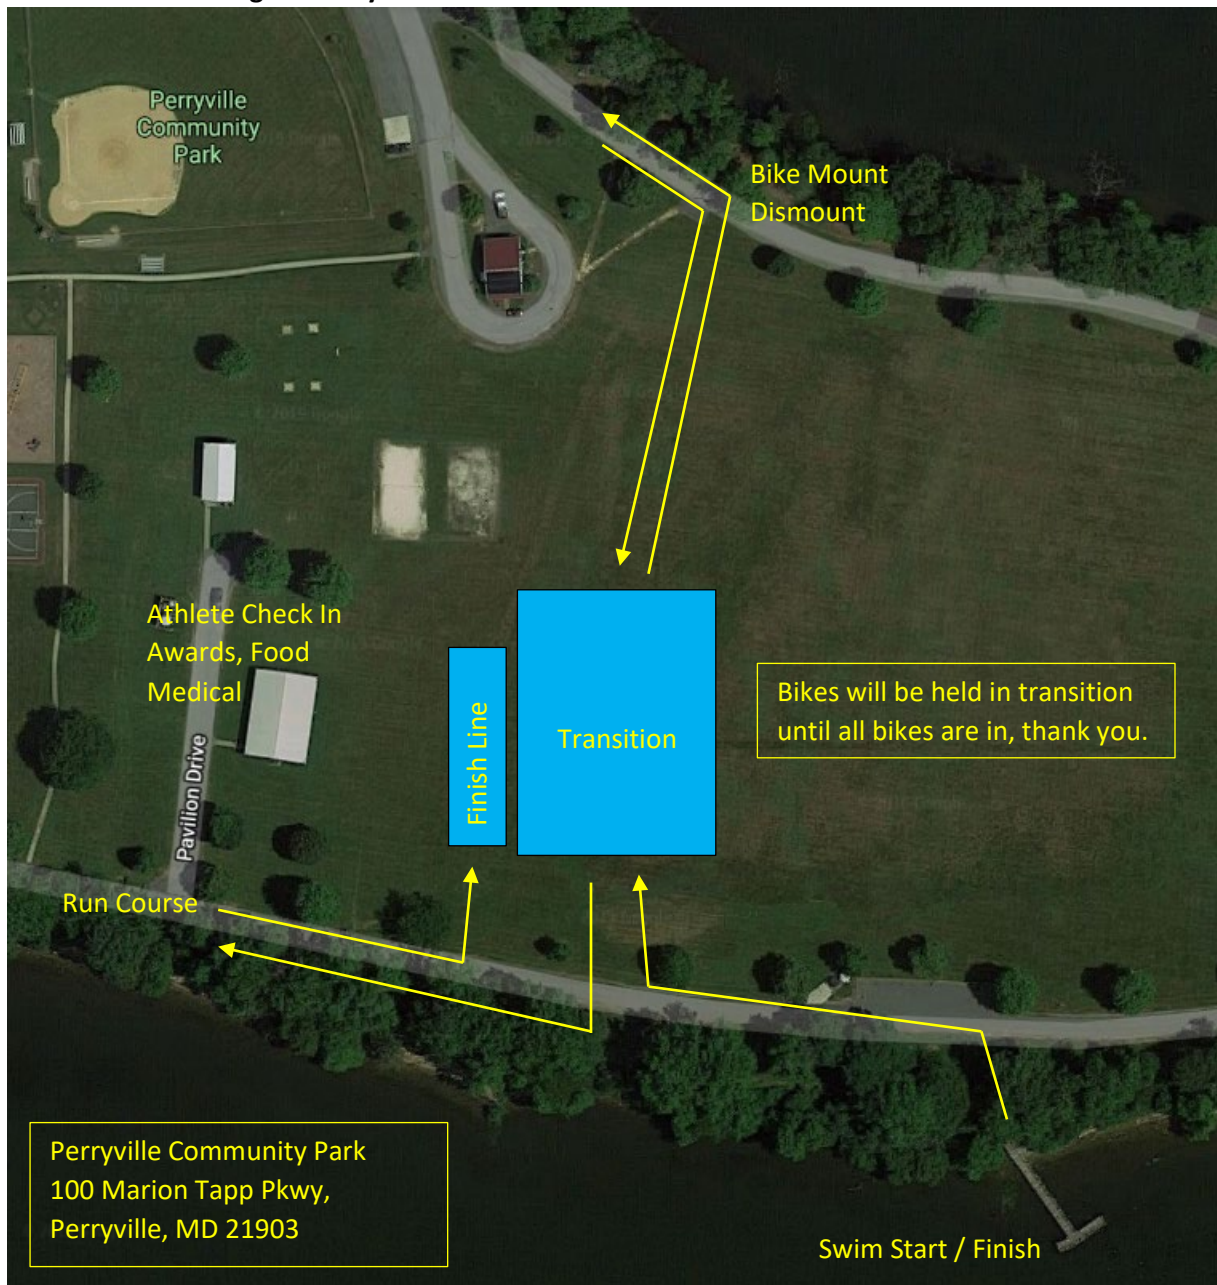 Perryville
Community
Park
Bike Mount
Dismount
Athlete Check In
Awards, Food
Medical
Finish Line
Transition
Bikes will be held in transition
until all bikes are in, thank you.
Pavilion Drive
Run Course
Perryville Community Park
100 Marion Tapp Pkwy,
Perryville, MD 21903
Swim Start / Finish